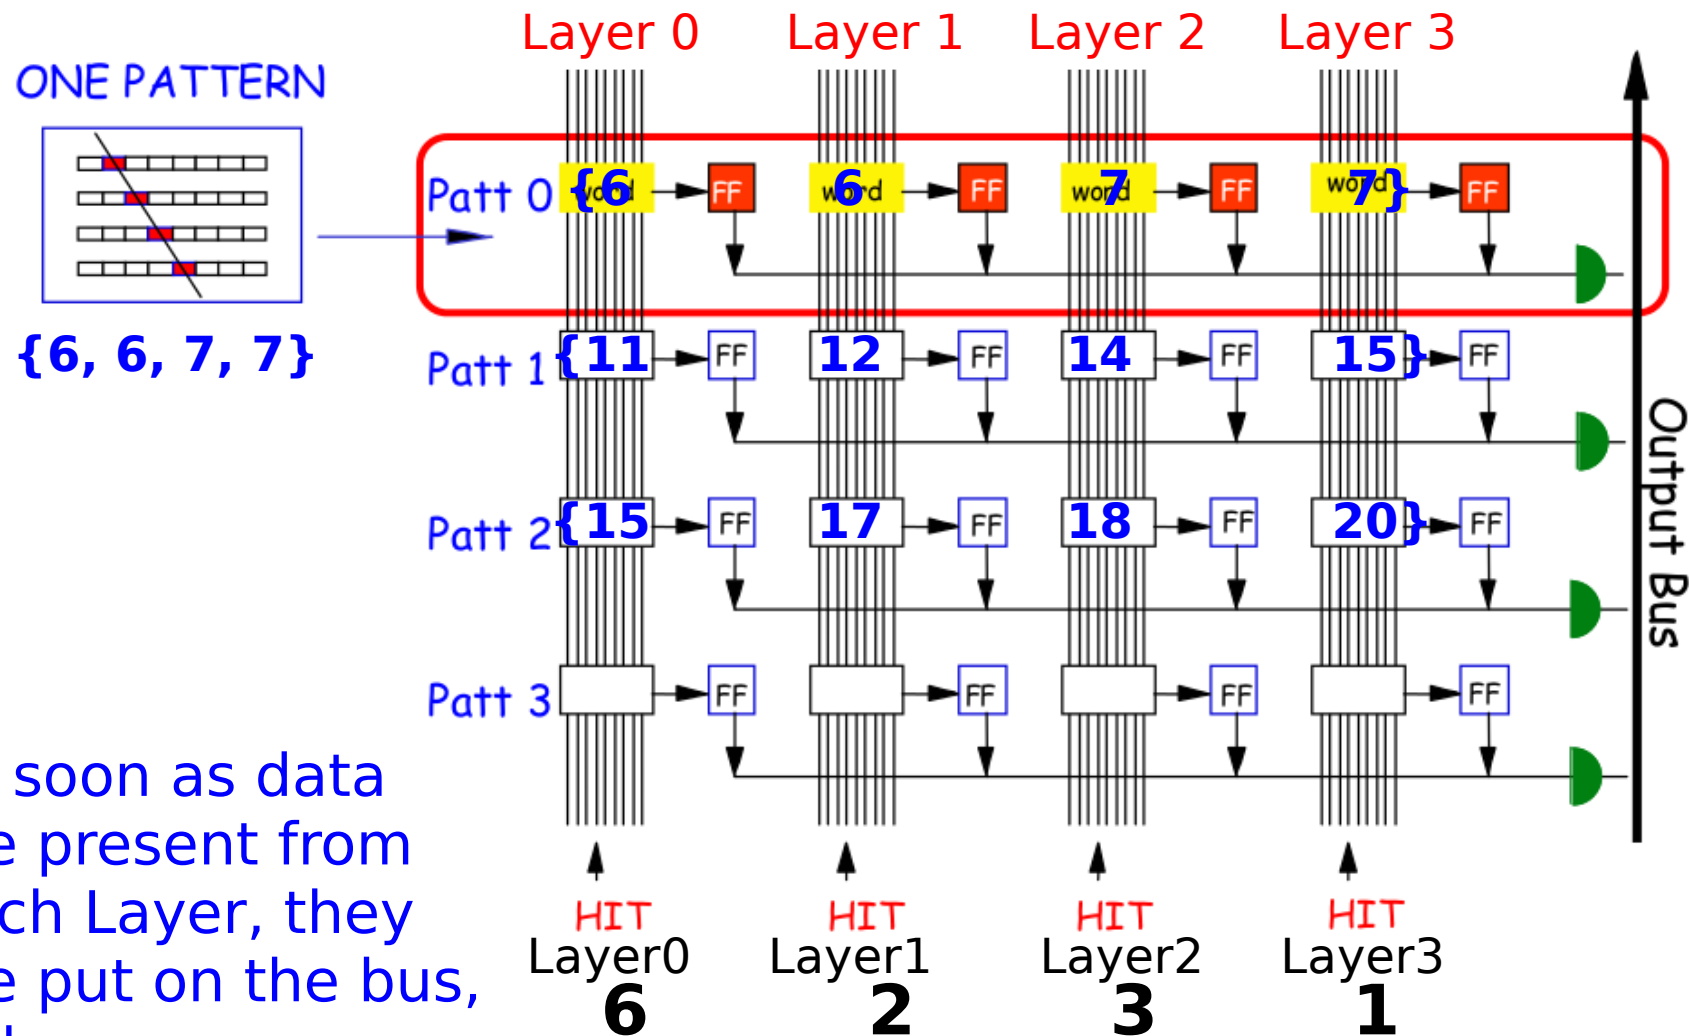 Layer 0 Layer 1 Layer 2 Layer 3
ONE PATTERN
Patt 0 word {6 FF word 6 FF word 7 FF word 7} FF
{6, 6, 7, 7}
Patt 1 {11 FF 12 FF 14 FF 15} FF
Output Bus
Patt 2 {15 FF 17 FF 18 FF 20} FF
Patt 3 FF FF FF FF
soon as data
e present from
ch Layer, they
e put on the bus,
HIT HIT HIT HIT
Layer0 Layer1 Layer2 Layer3
6 2 3 1